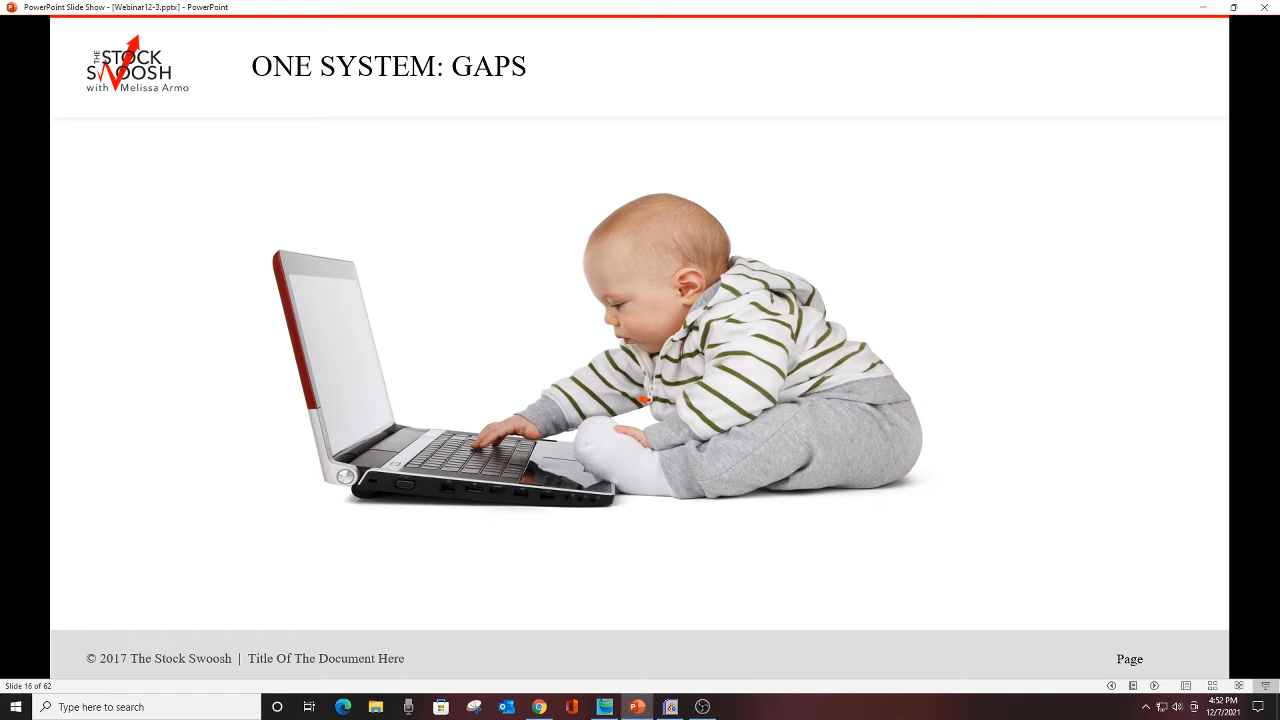 PowerPoint Slide Show - [Webinar12-3.pptx] - PowerPoint
THE
STOCK
SWOOSH
with Melissa Armo
ONE SYSTEM: GAPS
© 2017 The Stock Swoosh | Title Of The Document Here
Page
Slide 16 of 62
Type here to search
4:52 PM
12/7/2021